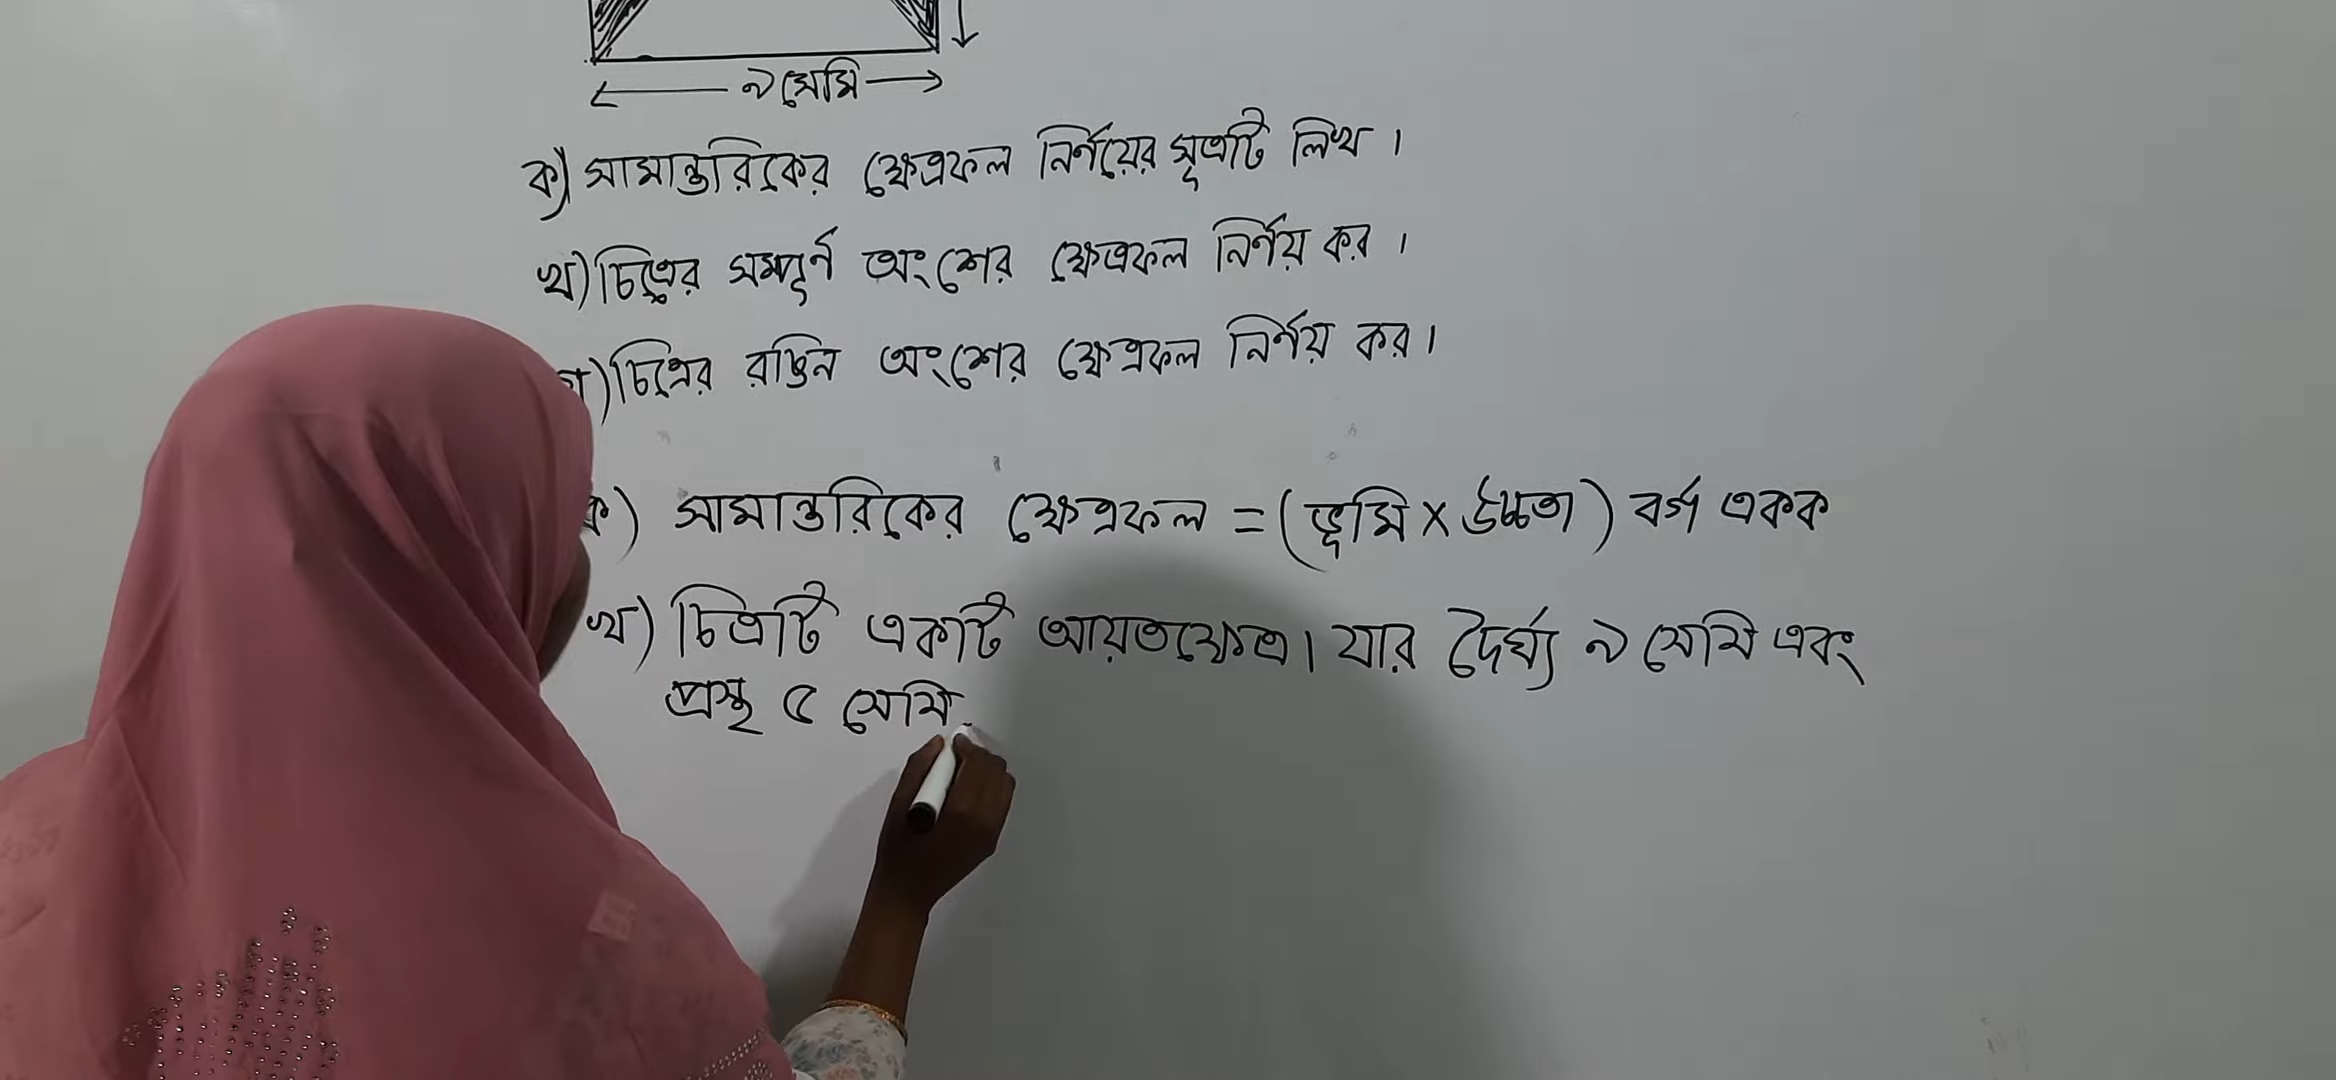 ৯ সেমি
ক) সামান্তরিকের ক্ষেত্রফল নির্ণয়ের সূত্রটি লিখ ।
খ) চিত্রের সম্পূর্ণ অংশের ক্ষেত্রফল নির্ণয় কর ।
গ) চিত্রের রঙিন অংশের ক্ষেত্রফল নির্ণয় কর ।
ক) সামান্তরিকের ক্ষেত্রফল = (ভূমি × উচ্চতা) বর্গ একক
খ) চিত্রটি একটি আয়তক্ষেত্র। যার দৈর্ঘ্য ৯ সেমি এবং
প্রস্থ ৫ সেমি